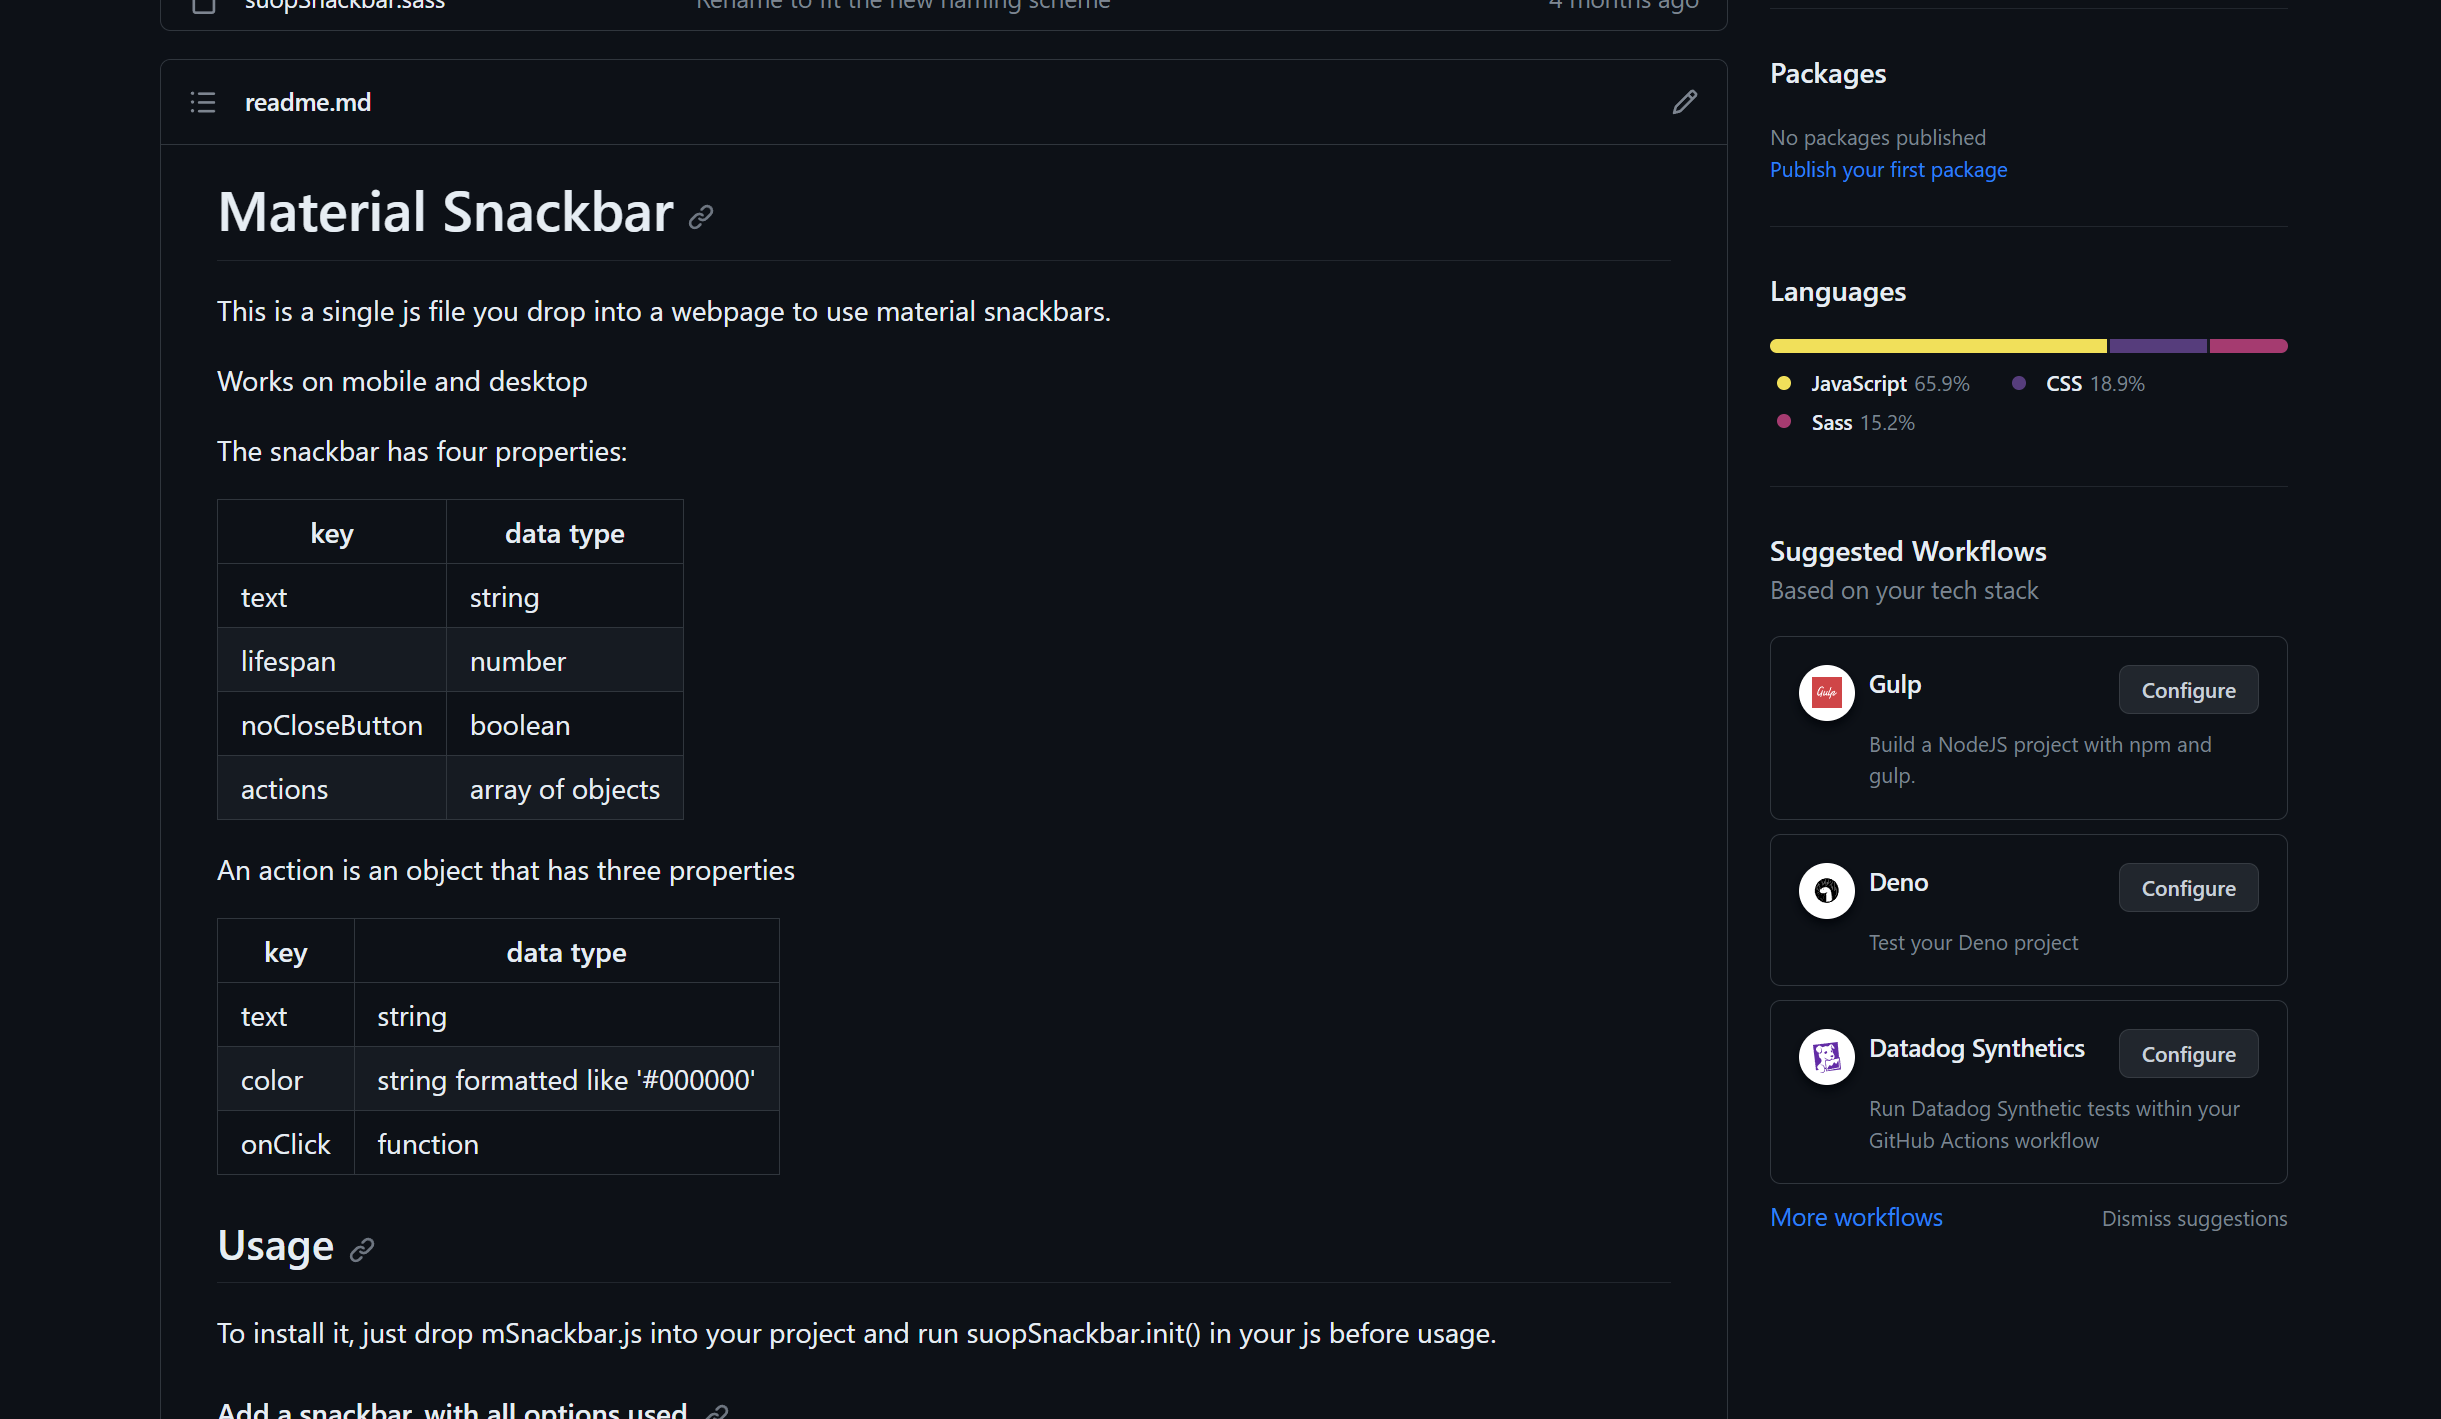 suopSnackbar.sass Rename to fit the new naming scheme 4 months ago
readme.md
Material Snackbar
This is a single js file you drop into a webpage to use material snackbars.
Works on mobile and desktop
The snackbar has four properties:
key data type
text string
lifespan number
noCloseButton boolean
actions array of objects
An action is an object that has three properties
key data type
text string
color string formatted like '#000000'
onClick function
Usage
To install it, just drop mSnackbar.js into your project and run suopSnackbar.init() in your js before usage.
Add a snackbar, with all options used
Packages
No packages published
Publish your first package
Languages
JavaScript 65.9% CSS 18.9%
Sass 15.2%
Suggested Workflows
Based on your tech stack
Gulp
Gulp Configure
Build a NodeJS project with npm and
gulp.
Deno Configure
Test your Deno project
Datadog Synthetics Configure
Run Datadog Synthetic tests within your
GitHub Actions workflow
More workflows Dismiss suggestions